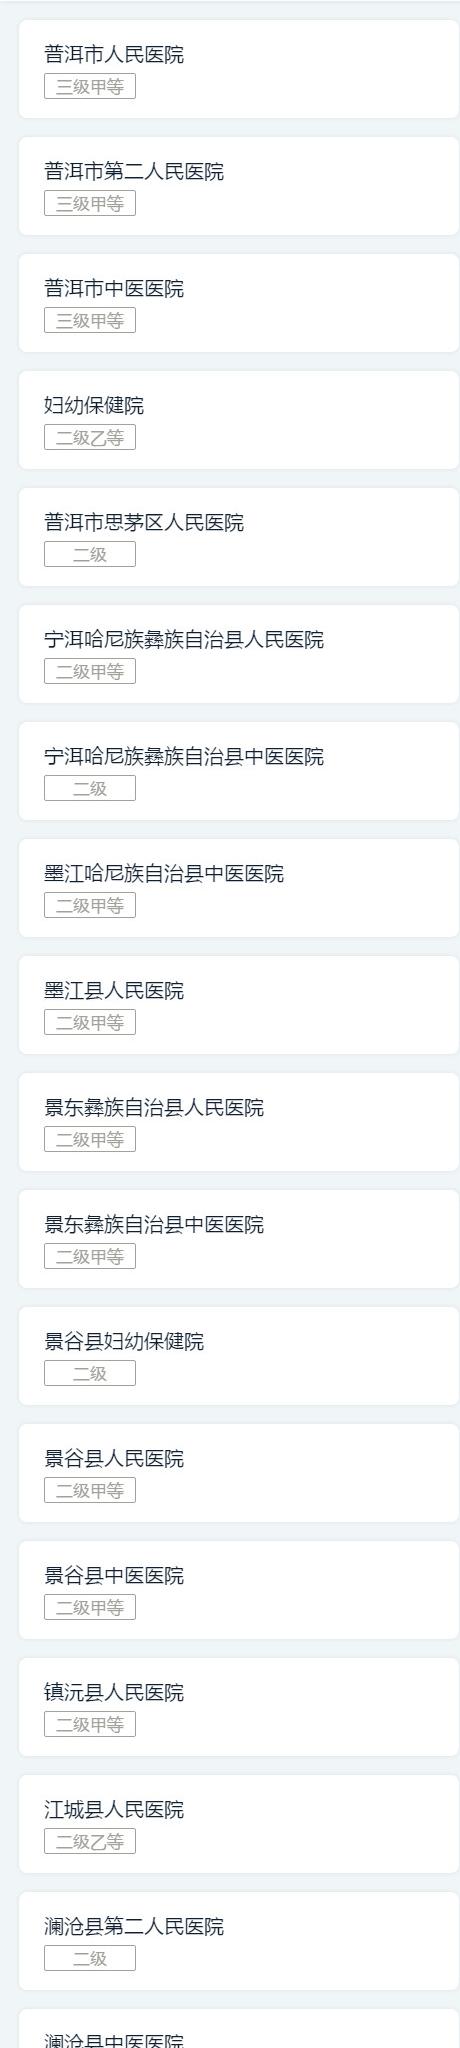 普洱市人民医院
三级甲等
普洱市第二人民医院
三级甲等
普洱市中医医院
三级甲等
妇幼保健院
二级乙等
普洱市思茅区人民医院
二级
宁洱哈尼族彝族自治县人民医院
二级甲等
宁洱哈尼族彝族自治县中医医院
二级
墨江哈尼族自治县中医医院
二级甲等
墨江县人民医院
二级甲等
景东彝族自治县人民医院
二级甲等
景东彝族自治县中医医院
二级甲等
景谷县妇幼保健院
二级
景谷县人民医院
二级甲等
景谷县中医医院
二级甲等
镇沅县人民医院
二级甲等
江城县人民医院
二级乙等
澜沧县第二人民医院
二级
澜沧县中医医院